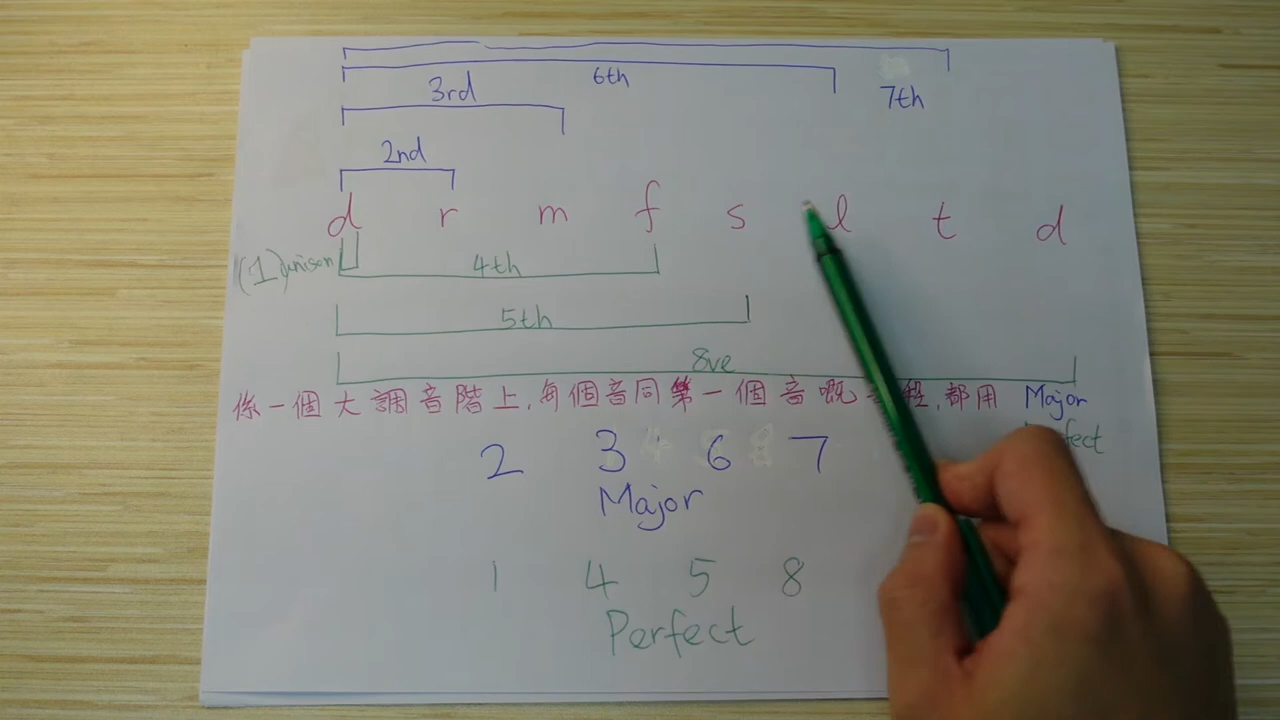 6th
7th
3rd
2nd
d r m f s l t d
(1) unison
4th
5th
8ve
係一個大調音階上,每個音同第一個音嘅 程,都用 Major
2 3 6 7
Major
1 4 5 8
Perfect